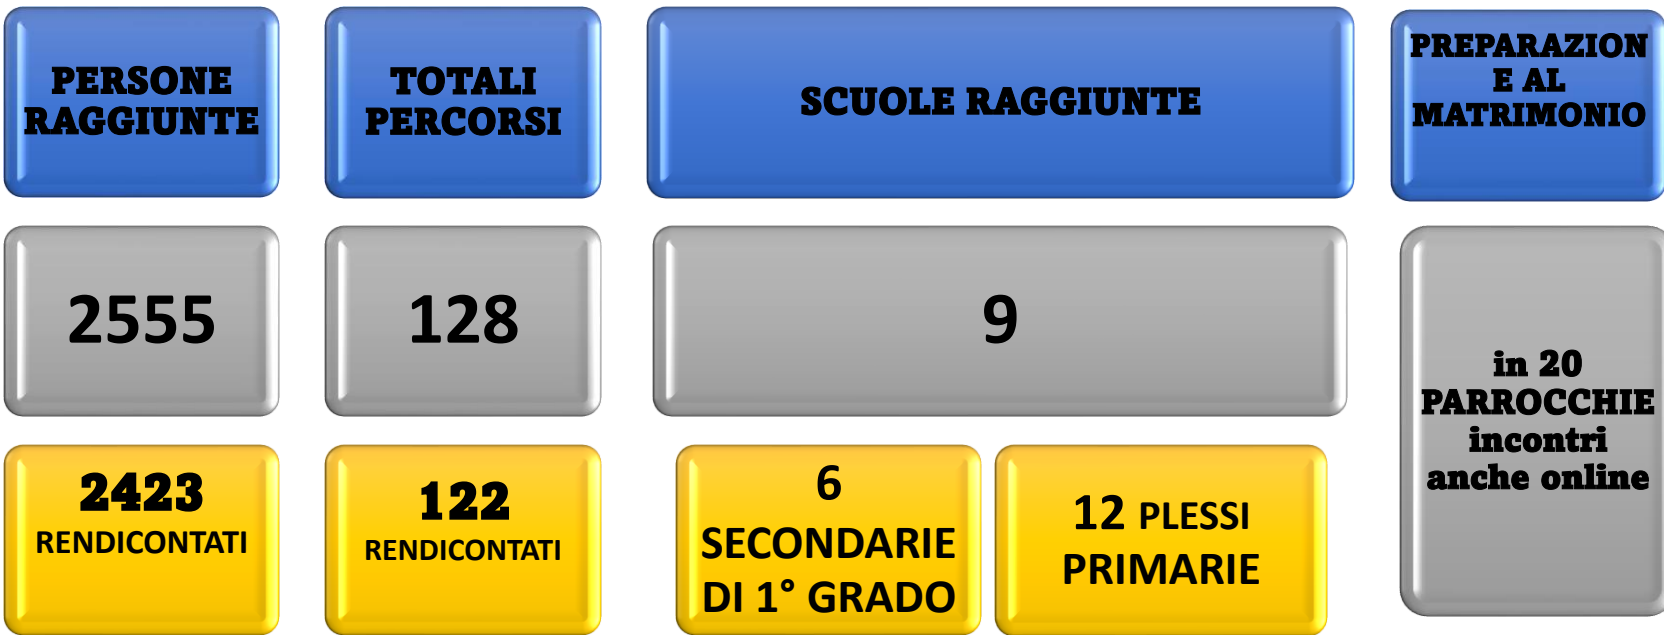 PERSONE
RAGGIUNTE
TOTALI
PERCORSI
SCUOLE RAGGIUNTE
PREPARAZION
E AL
MATRIMONIO
2555
128
9
in 20
PARROCCHIE
incontri
anche online
2423
RENDICONTATI
122
RENDICONTATI
6
SECONDARIE
DI 1° GRADO
12 PLESSI
PRIMARIE